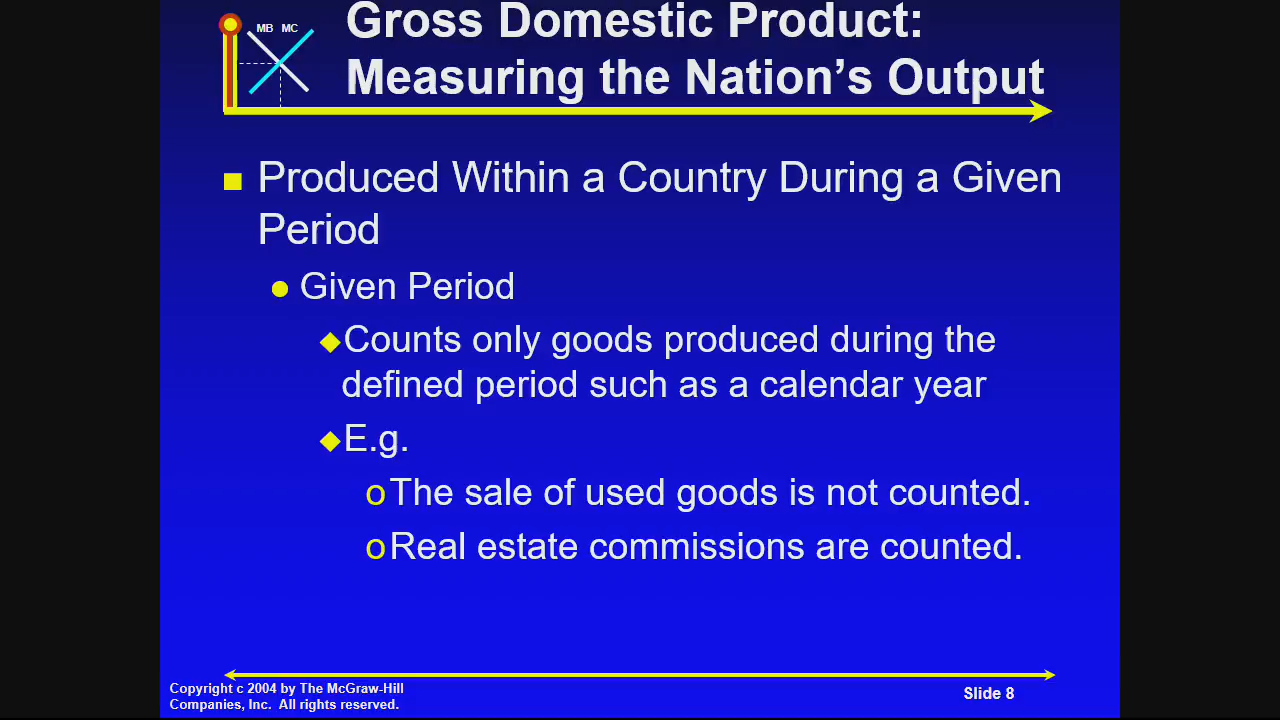 MB MC
Gross Domestic Product:
Measuring the Nation's Output
Produced Within a Country During a Given
Period
Given Period
Counts only goods produced during the
defined period such as a calendar year
E.g.
The sale of used goods is not counted.
Real estate commissions are counted.
Copyright c 2004 by The McGraw-Hill
Companies, Inc. All rights reserved.
Slide 8